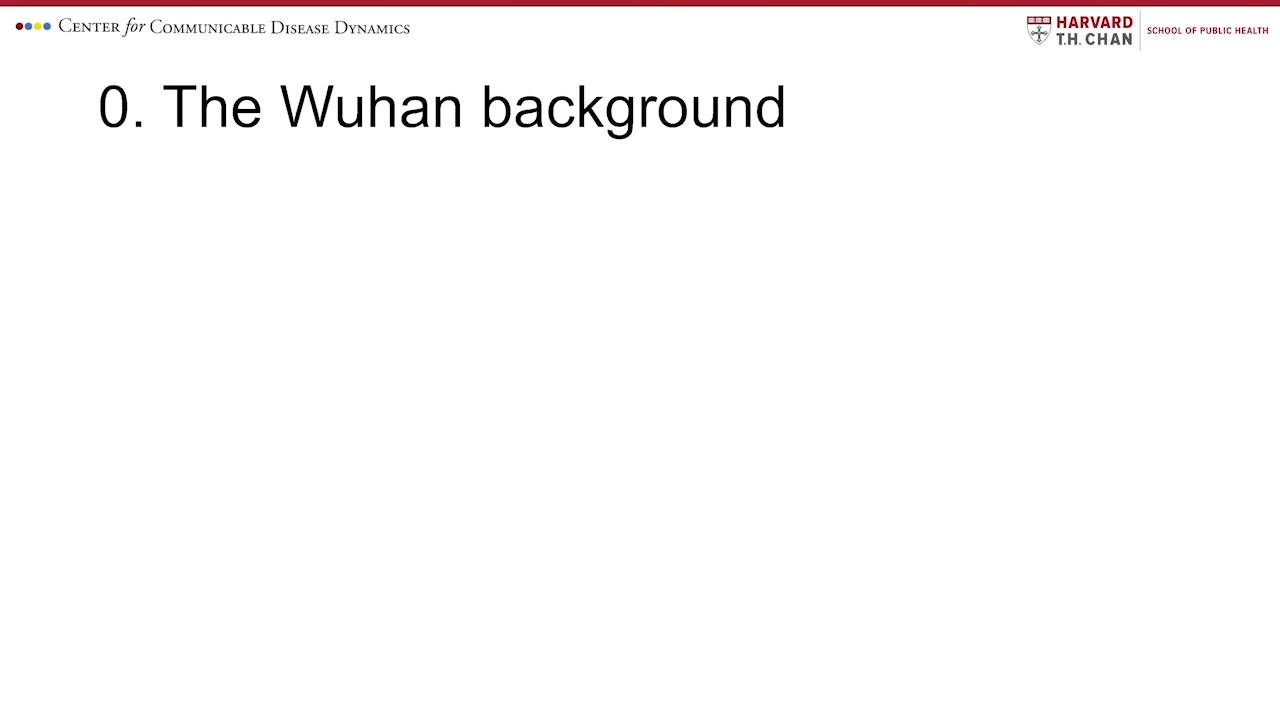 Center for Communicable Disease Dynamics
HARVARD
T.H. CHAN
SCHOOL OF PUBLIC HEALTH
0. The Wuhan background